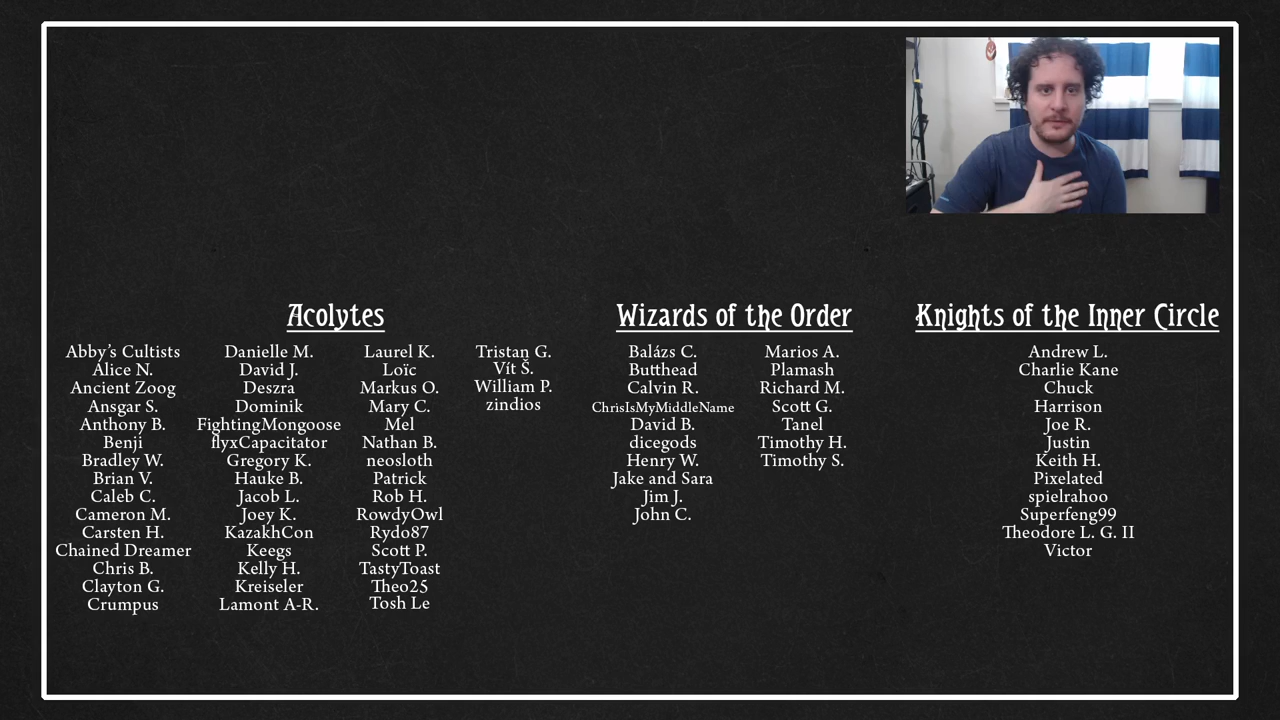 Acolytes
Abby's Cultists
Alice N.
Ancient Zoog
Ansgar S.
Anthony B.
Benji
Bradley W.
Brian V.
Caleb C.
Cameron M.
Carsten H.
Chained Dreamer
Chris B.
Clayton G.
Crumpus
Danielle M.
David J.
Deszra
Dominik
FightingMongoose
flyxCapacitator
Gregory K.
Hauke B.
Jacob L.
Joey K.
KazakhCon
Keegs
Kelly H.
Kreiseler
Lamont A-R.
Laurel K.
Loïc
Markus O.
Mary C.
Mel
Nathan B.
neosloth
Patrick
Rob H.
RowdyOwl
Rydo87
Scott P.
TastyToast
Theo25
Tosh Le
Tristan G.
Vít Š.
William P.
zindios
Wizards of the Order
Balázs C.
Butthead
Calvin R.
ChrisIsMyMiddleName
David B.
dicegods
Henry W.
Jake and Sara
Jim J.
John C.
Marios A.
Plamash
Richard M.
Scott G.
Tanel
Timothy H.
Timothy S.
Knights of the Inner Circle
Andrew L.
Charlie Kane
Chuck
Harrison
Joe R.
Justin
Keith H.
Pixelated
spielrahoo
Superfeng99
Theodore L. G. II
Victor